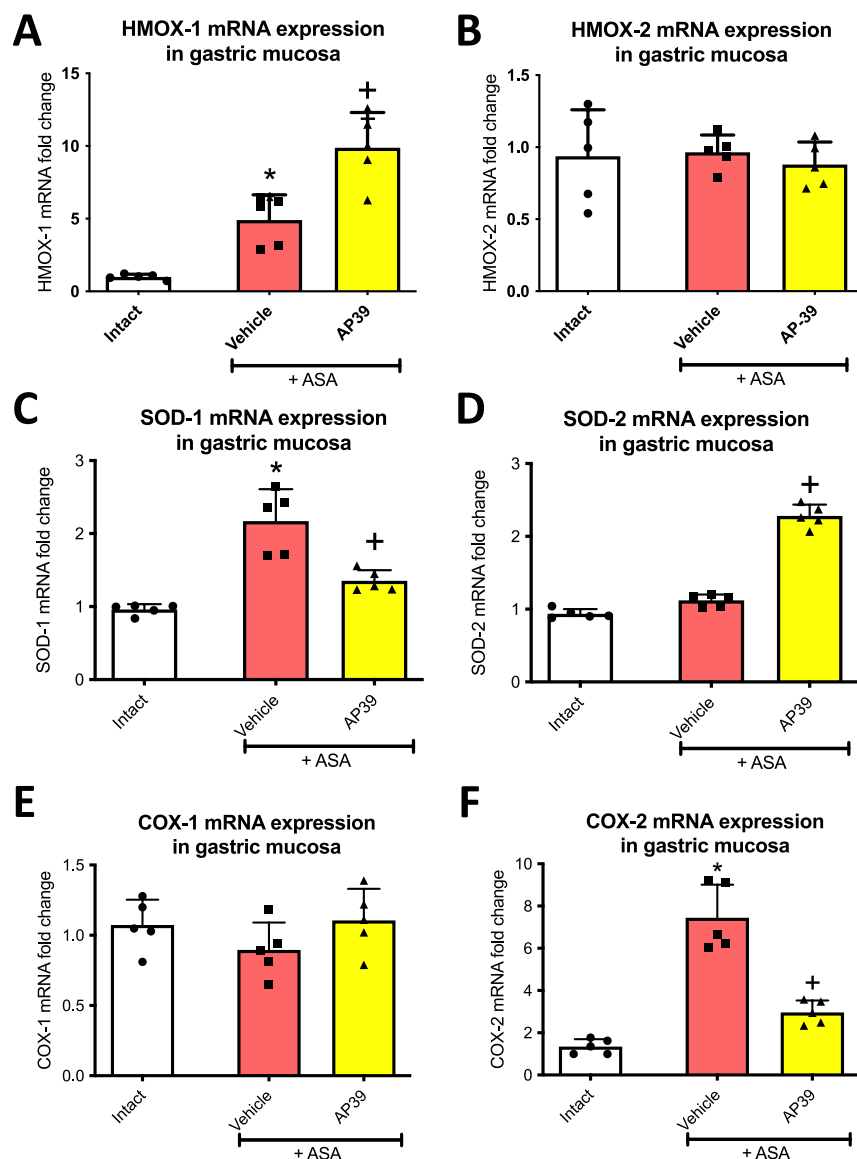 A
HMOX-1 mRNA expression
in gastric mucosa
HMOX-1 mRNA fold change
15
10
5
0
*
+
Intact
Vehicle
AP39
+ ASA
B
HMOX-2 mRNA expression
in gastric mucosa
HMOX-2 mRNA fold change
1.5
1.0
0.5
0.0
Intact
Vehicle
AP-39
+ ASA
C
SOD-1 mRNA expression
in gastric mucosa
SOD-1 mRNA fold change
3
2
1
0
*
+
Intact
Vehicle
AP39
+ ASA
D
SOD-2 mRNA expression
in gastric mucosa
SOD-2 mRNA fold change
3
2
1
0
+
Intact
Vehicle
AP39
+ ASA
E
COX-1 mRNA expression
in gastric mucosa
COX-1 mRNA fold change
1.5
1.0
0.5
0.0
Intact
Vehicle
AP39
+ ASA
F
COX-2 mRNA expression
in gastric mucosa
COX-2 mRNA fold change
10
8
6
4
2
0
*
+
Intact
Vehicle
AP39
+ ASA